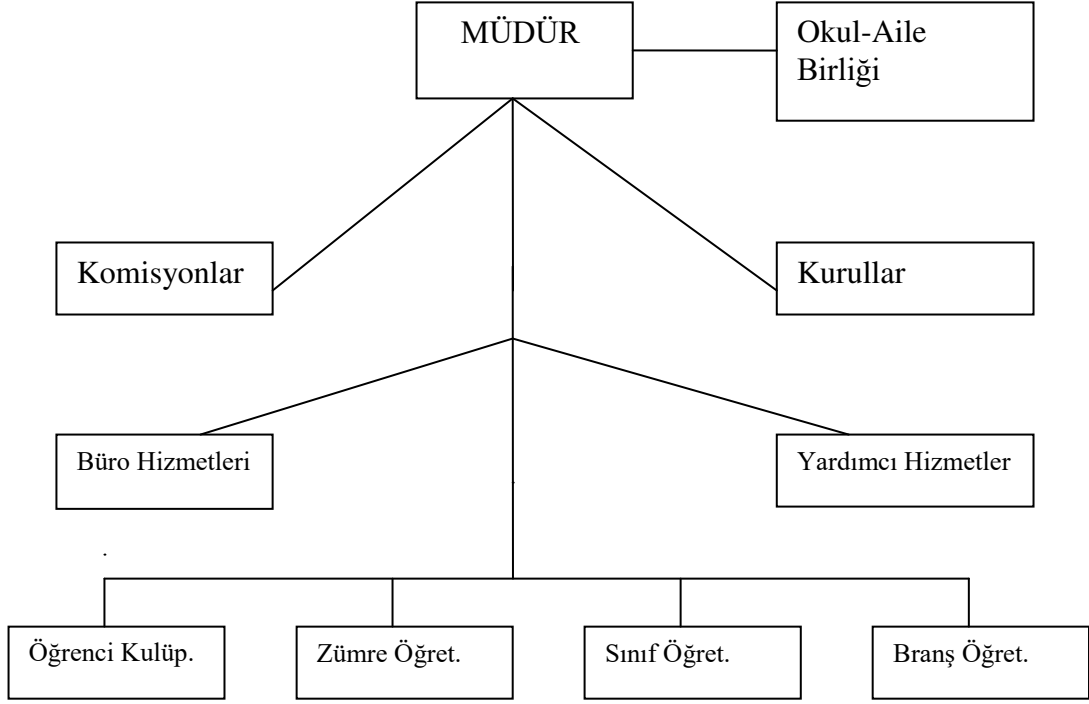 MÜDÜR
Okul-Aile
Birliği
Komisyonlar
Kurullar
Büro Hizmetleri
Yardımcı Hizmetler
Öğrenci Kulüp.
Zümre Öğret.
Sınıf Öğret.
Branş Öğret.